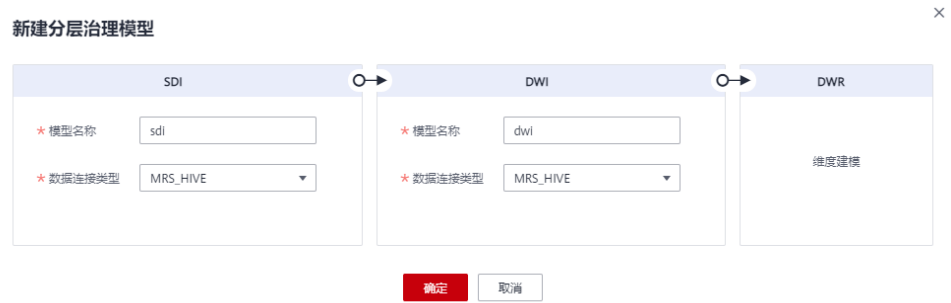 新建分层治理模型
SDI
DWI
DWR
* 模型名称 sdi
* 模型名称 dwi
维度建模
* 数据连接类型 MRS_HIVE
* 数据连接类型 MRS_HIVE
确定
取消